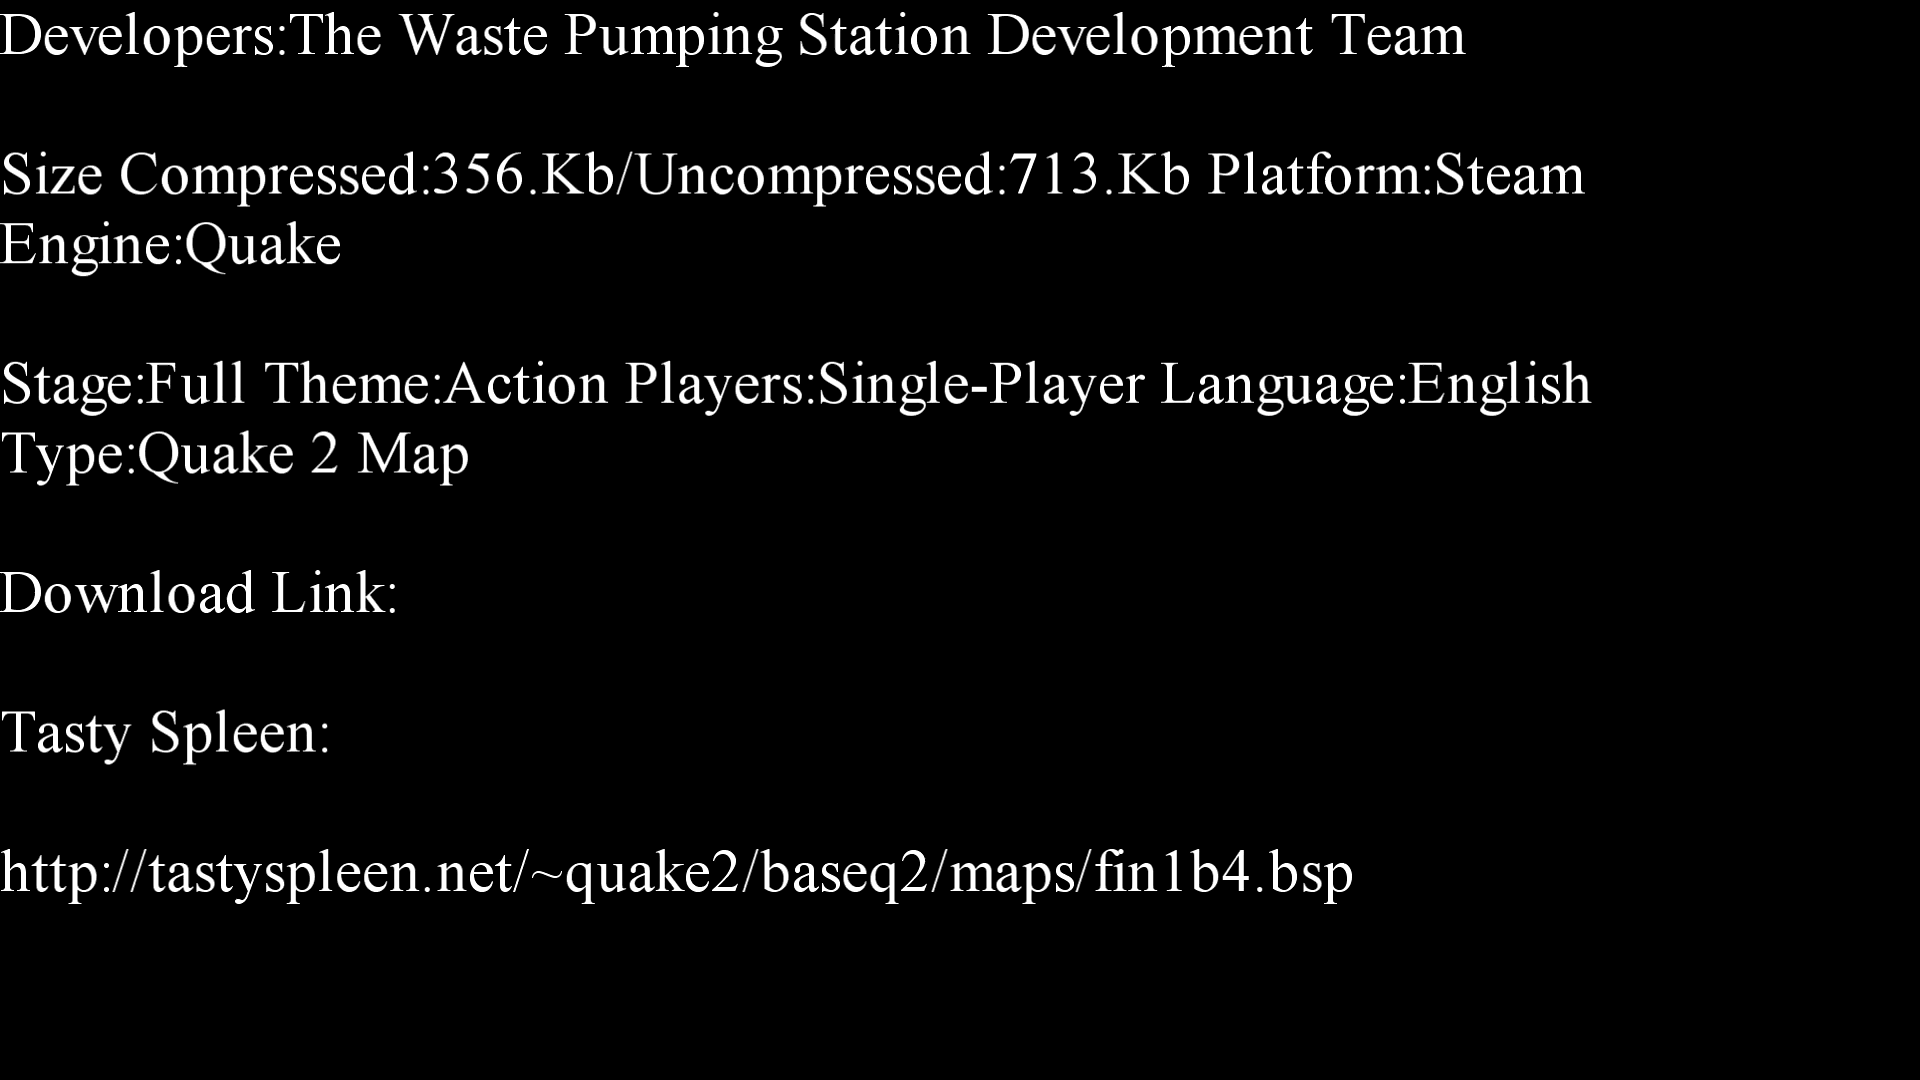 Developers:The Waste Pumping Station Development Team
Size Compressed:356.Kb/Uncompressed:713.Kb Platform:Steam
Engine:Quake
Stage:Full Theme:Action Players:Single-Player Language:English
Type:Quake 2 Map
Download Link:
Tasty Spleen:
http://tastyspleen.net/~quake2/baseq2/maps/fin1b4.bsp